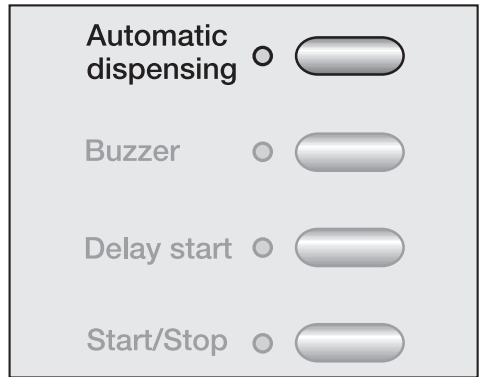 Automatic
dispensing
Buzzer
Delay start
Start/Stop